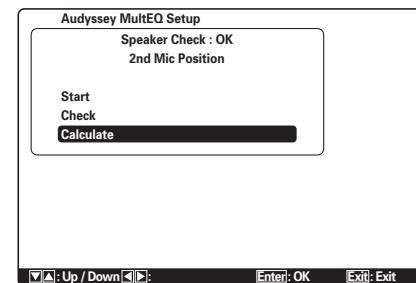 Audyssey MultEQ Setup
Speaker Check : OK
2nd Mic Position
Start
Check
Calculate
▼▲: Up / Down ◀▶: Enter: OK Exit: Exit